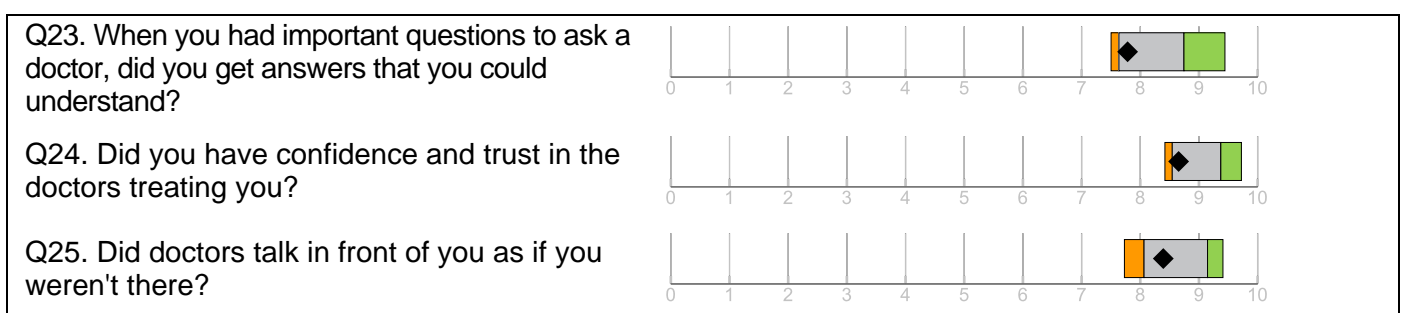 Q23. When you had important questions to ask a
doctor, did you get answers that you could
understand?
0 1 2 3 4 5 6 7 8 9 10
Q24. Did you have confidence and trust in the
doctors treating you?
0 1 2 3 4 5 6 7 8 9 10
Q25. Did doctors talk in front of you as if you
weren't there?
0 1 2 3 4 5 6 7 8 9 10